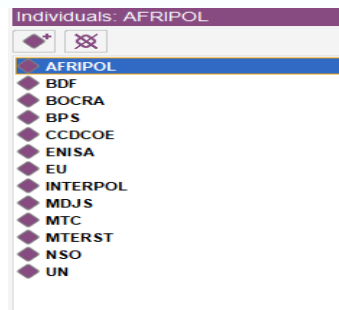 Individuals: AFRIPOL
AFRIPOL
BDF
BOCRA
BPS
CCDCOE
ENISA
EU
INTERPOL
MDJS
MTC
MTERST
NSO
UN